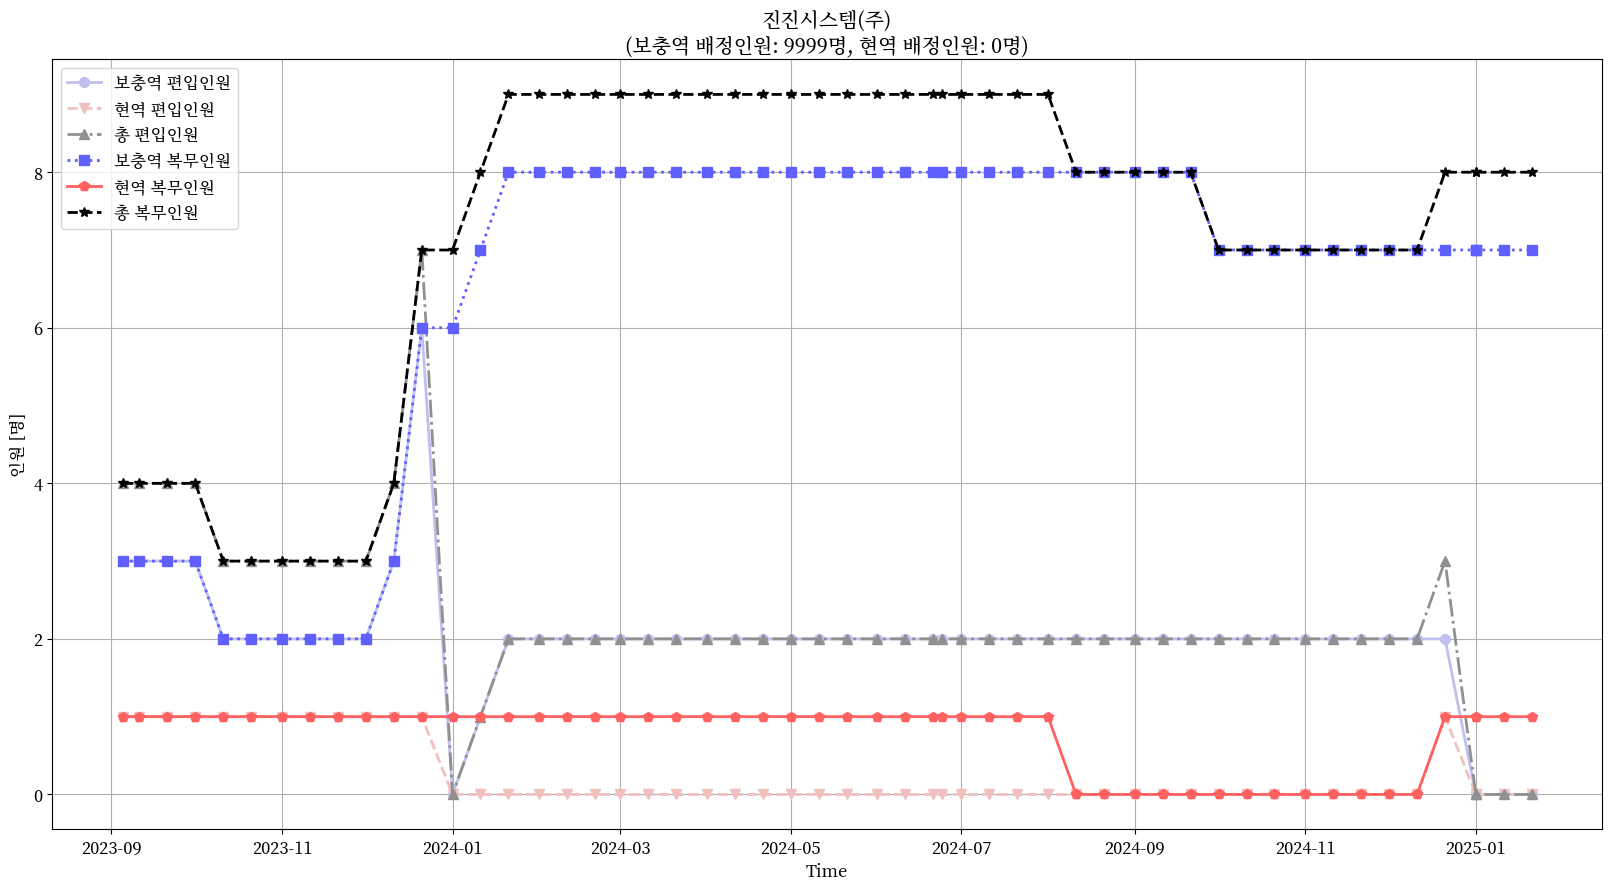 진진시스템(주)
(보충역 배정인원: 9999명, 현역 배정인원: 0명)
보충역 편입인원
현역 편입인원
총 편입인원
보충역 복무인원
현역 복무인원
총 복무인원
인원 [명]
8
6
4
2
0
2023-09
2023-11
2024-01
2024-03
2024-05
2024-07
2024-09
2024-11
2025-01
Time